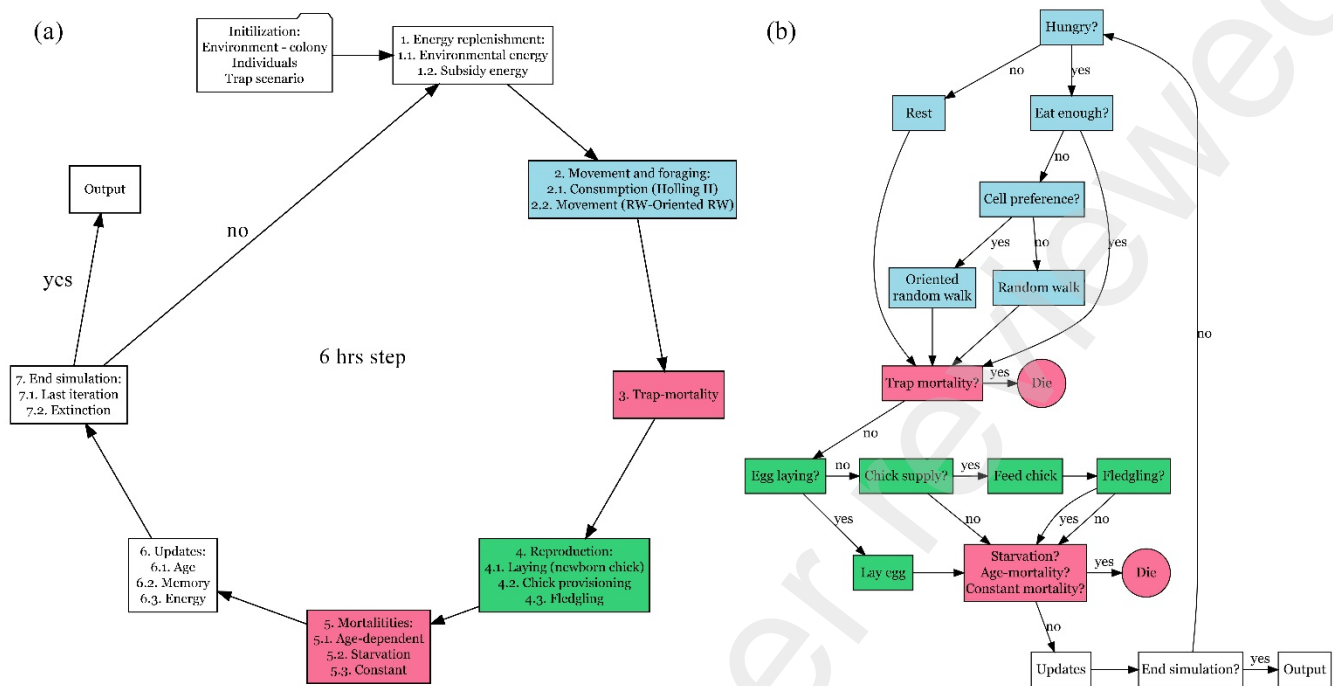 (a)
Initilization:
Environment - colony
Individuals
Trap scenario
1. Energy replenishment:
1.1. Environmental energy
1.2. Subsidy energy
2. Movement and foraging:
2.1. Consumption (Holling II)
2.2. Movement (RW-Oriented RW)
Output
no
yes
6 hrs step
7. End simulation:
7.1. Last iteration
7.2. Extinction
3. Trap-mortality
6. Updates:
6.1. Age
6.2. Memory
6.3. Energy
4. Reproduction:
4.1. Laying (newborn chick)
4.2. Chick provisioning
4.3. Fledgling
5. Mortalitities:
5.1. Age-dependent
5.2. Starvation
5.3. Constant
(b)
Hungry?
no
yes
Rest
Eat enough?
no
Cell preference?
yes
no
yes
Oriented
random walk
Random walk
no
Trap mortality?
yes
Die
no
Egg laying?
no
Chick supply?
yes
Feed chick
Fledgling?
yes
no
yes
no
Lay egg
Starvation?
Age-mortality?
Constant mortality?
yes
Die
no
Updates
End simulation?
yes
Output
er reviewed